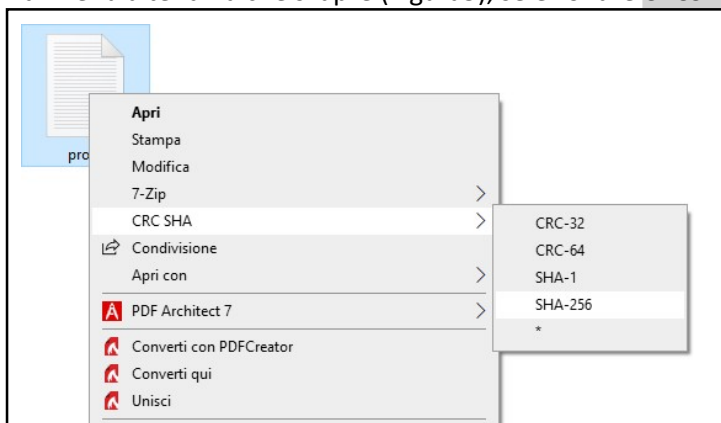 pro
Apri
Stampa
Modifica
7-Zip
CRC SHA
Condivisione
Apri con
PDF Architect 7
Converti con PDFCreator
Converti qui
Unisci
CRC-32
CRC-64
SHA-1
SHA-256
*